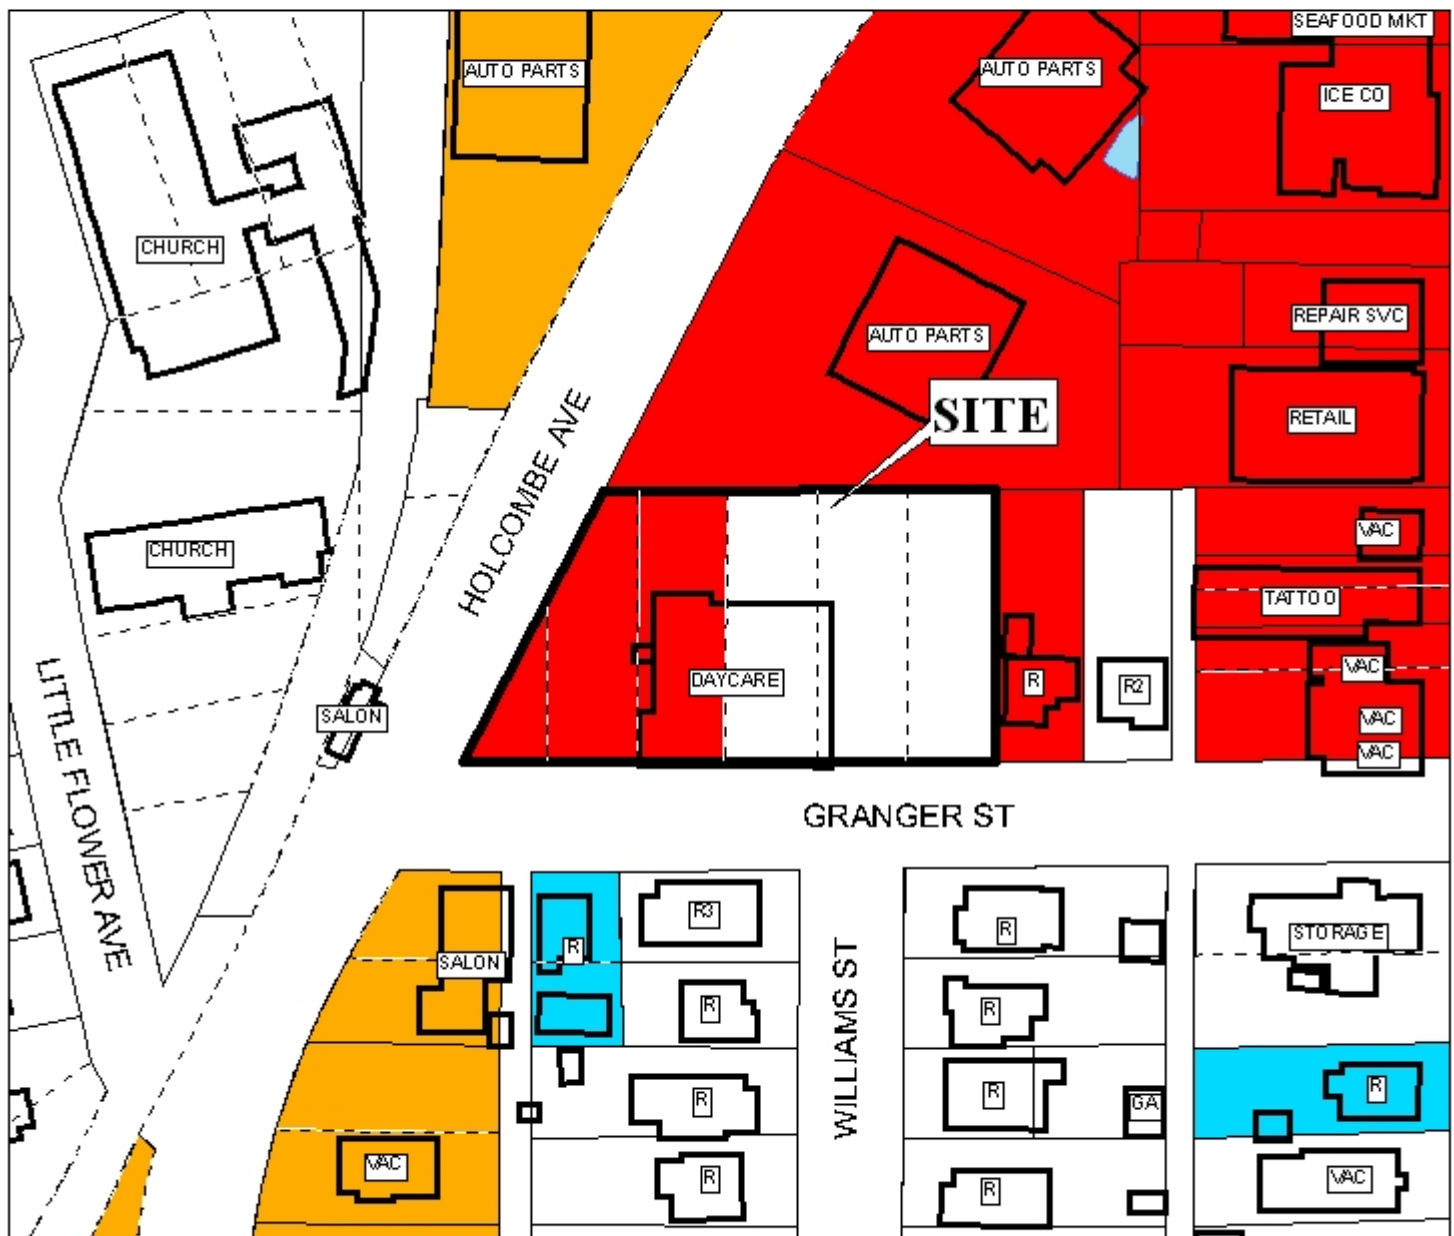 SEAFOOD MKT
AUTO PARTS
AUTO PARTS
ICE CO
CHURCH
REPAIR SVC
AUTO PARTS
SITE
RETAIL
HOLCOMBE AVE
VAC
CHURCH
TATTOO
VAC
DAYCARE
R
R2
SALON
VAC
VAC
LITTLE FLOWER AVE
GRANGER ST
R3
R
STORAGE
R
SALON
R
R
WILLIAMS ST
R
R
R
GA
VAC
R
R
VAC